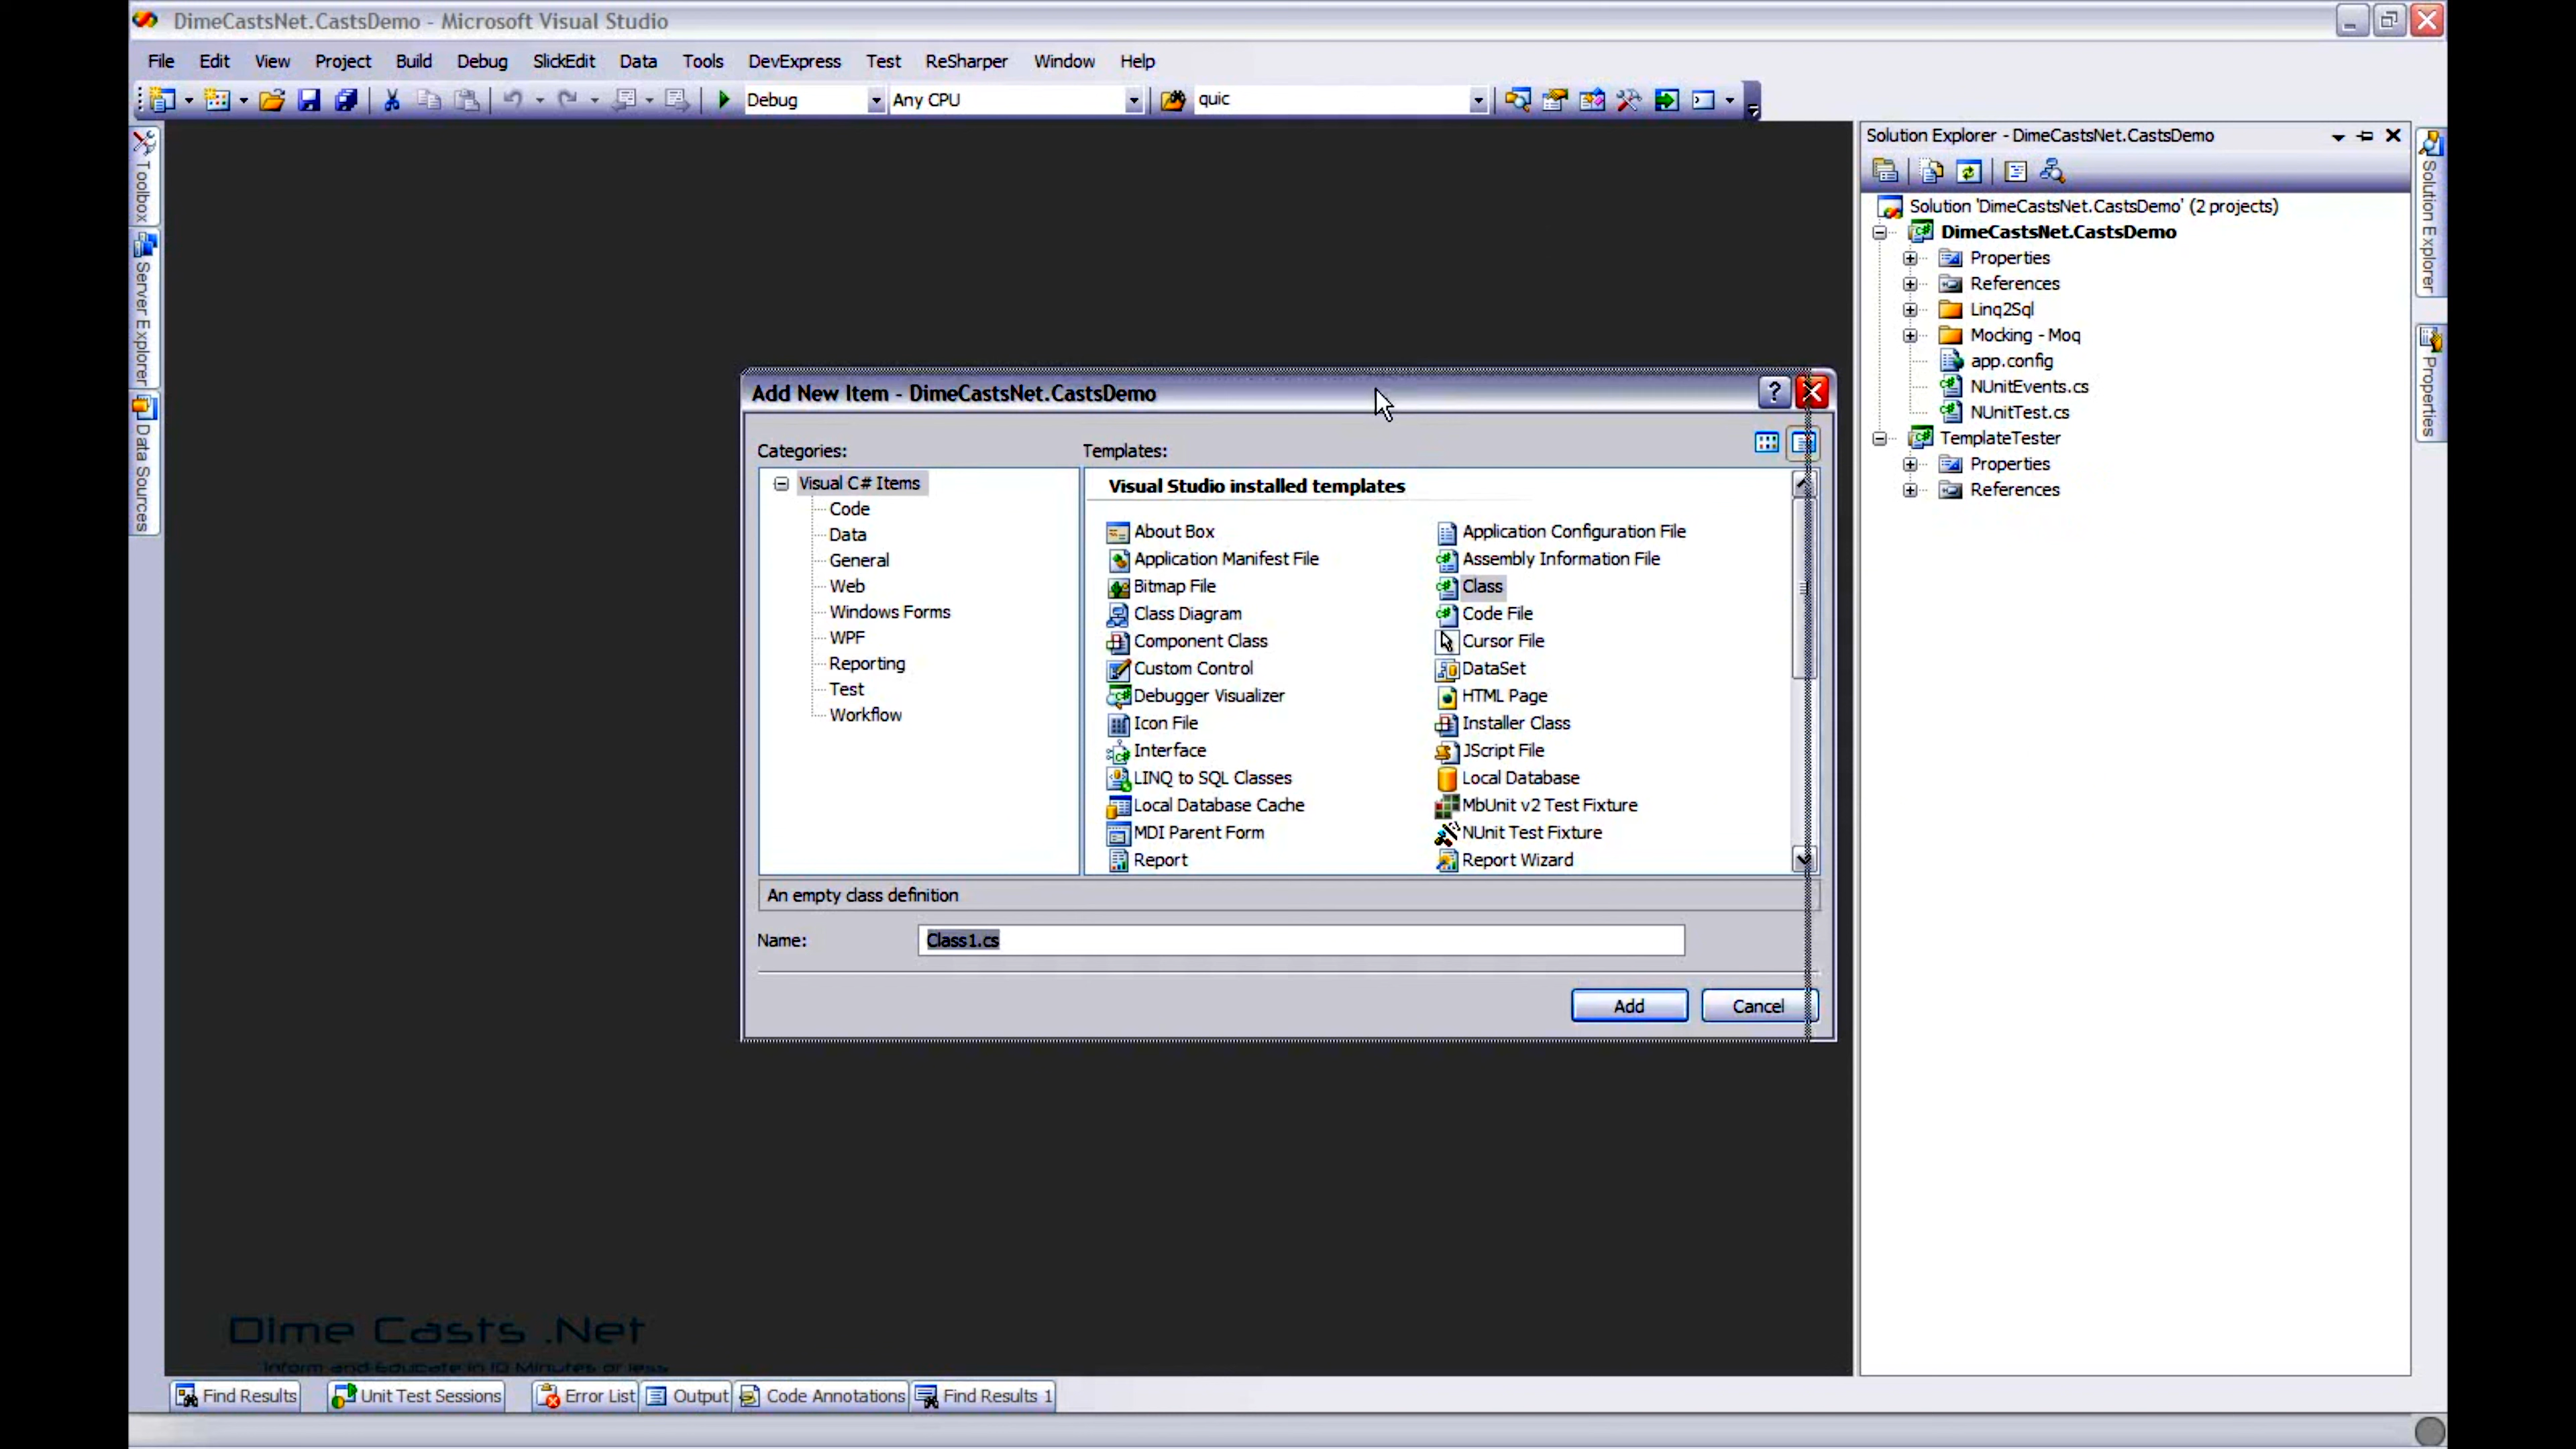 DimeCastsNet.CastsDemo - Microsoft Visual Studio
File Edit View Project Build Debug SlickEdit Data Tools DevExpress Test ReSharper Window Help
Debug Any CPU quic
Toolbox
Server Explorer
Data Sources
Add New Item - DimeCastsNet.CastsDemo
Categories:
Visual C# Items
Code
Data
General
Web
Windows Forms
WPF
Reporting
Test
Workflow
Templates:
Visual Studio installed templates
About Box Application Configuration File
Application Manifest File Assembly Information File
Bitmap File Class
Class Diagram Code File
Component Class Cursor File
Custom Control DataSet
Debugger Visualizer HTML Page
Icon File Installer Class
Interface JScript File
LINQ to SQL Classes Local Database
Local Database Cache MbUnit v2 Test Fixture
MDI Parent Form NUnit Test Fixture
Report Report Wizard
An empty class definition
Name: Class1.cs
Add Cancel
Solution Explorer - DimeCastsNet.CastsDemo
Solution 'DimeCastsNet.CastsDemo' (2 projects)
DimeCastsNet.CastsDemo
Properties
References
Linq2Sql
Mocking - Moq
app.config
NUnitEvents.cs
NUnitTest.cs
TemplateTester
Properties
References
Solution Explorer
Properties
Dime Casts .Net
Inform and Educate in 10 Minutes or less
Find Results Unit Test Sessions Error List Output Code Annotations Find Results 1